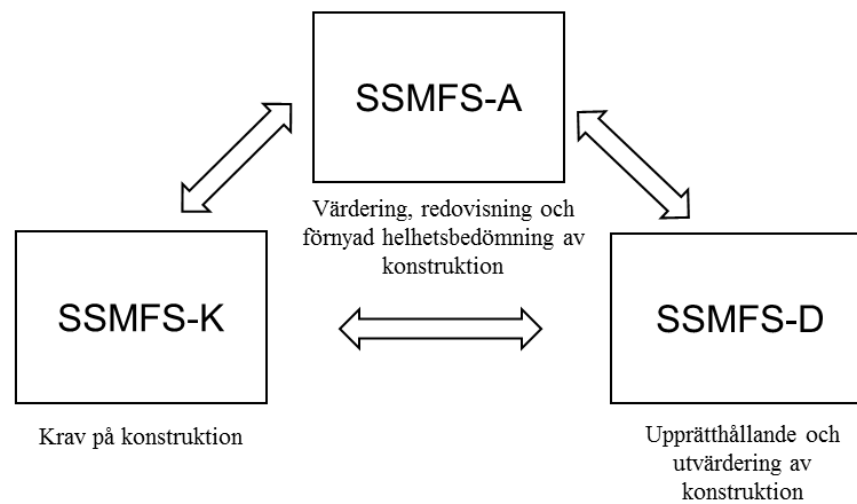 SSMFS-A
Värdering, redovisning och
förnyad helhetsbedömning av
konstruktion
SSMFS-K
Krav på konstruktion
SSMFS-D
Upprätthållande och
utvärdering av
konstruktion